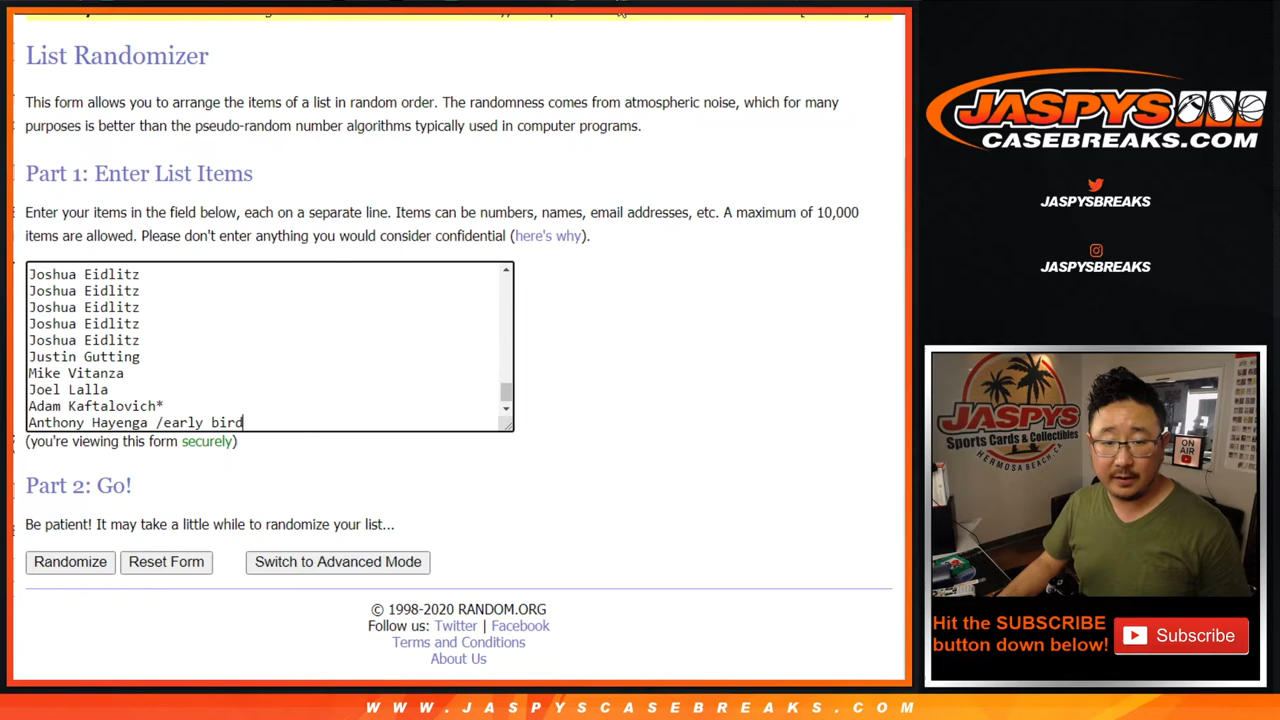 List Randomizer
This form allows you to arrange the items of a list in random order. The randomness comes from atmospheric noise, which for many
purposes is better than the pseudo-random number algorithms typically used in computer programs.
Part 1: Enter List Items
Enter your items in the field below, each on a separate line. Items can be numbers, names, email addresses, etc. A maximum of 10,000
items are allowed. Please don't enter anything you would consider confidential (here's why).
Joshua Eidlitz
Joshua Eidlitz
Joshua Eidlitz
Joshua Eidlitz
Joshua Eidlitz
Justin Gutting
Mike Vitanza
Joel Lalla
Adam Kaftalovich*
Anthony Hayenga /early bird
(you're viewing this form securely)
Part 2: Go!
Be patient! It may take a little while to randomize your list...
Randomize Reset Form Switch to Advanced Mode
© 1998-2020 RANDOM.ORG
Follow us: Twitter | Facebook
Terms and Conditions
About Us
JASPYS
CASEBREAKS.COM
JASPYSBREAKS
JASPYSBREAKS
JASPYS
Sports Cards & Collectibles
HERMOSA BEACH, CA
ON
AIR
Hit the SUBSCRIBE
button down below!
Subscribe
WWW.JASPYSCASEBREAKS.COM